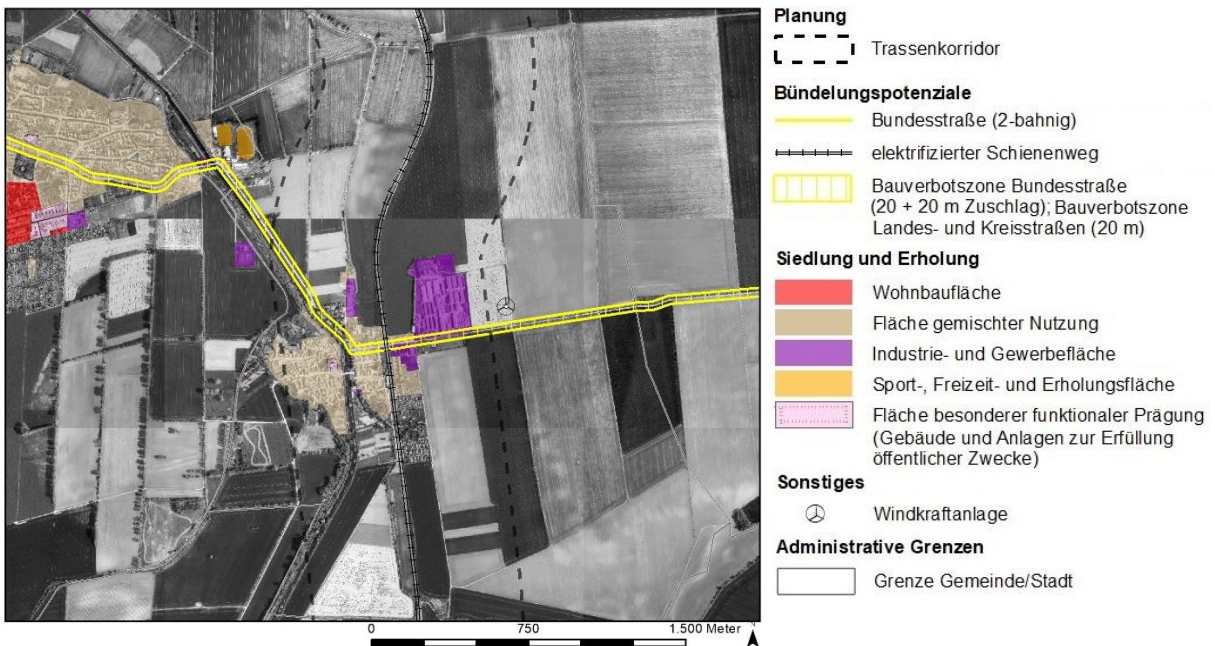 Planung
Trassenkorridor
Bündelungspotenziale
Bundesstraße (2-bahnig)
elektrifizierter Schienenweg
Bauverbotszone Bundesstraße
(20 + 20 m Zuschlag); Bauverbotszone
Landes- und Kreisstraßen (20 m)
Siedlung und Erholung
Wohnbaufläche
Fläche gemischter Nutzung
Industrie- und Gewerbefläche
Sport-, Freizeit- und Erholungsfläche
Fläche besonderer funktionaler Prägung
(Gebäude und Anlagen zur Erfüllung
öffentlicher Zwecke)
Sonstiges
Windkraftanlage
Administrative Grenzen
Grenze Gemeinde/Stadt
0 750 1.500 Meter